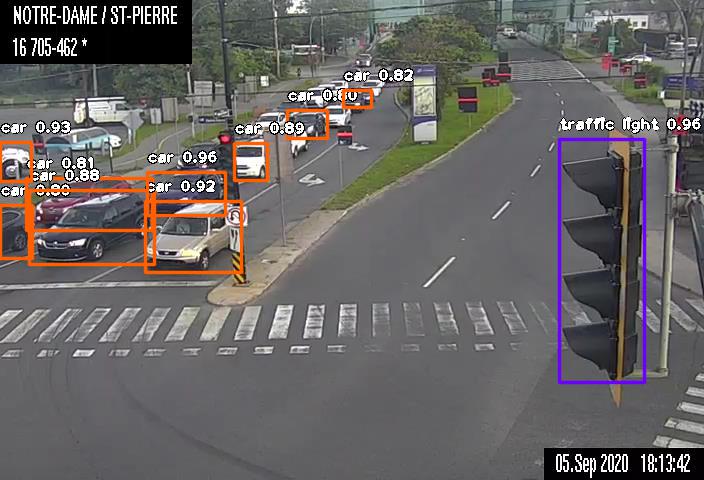 NOTRE-DAME / ST-PIERRE
16 705-462 *
car 0.82
car 0.93
car 0.89
traffic light 0.96
car 0.81
car 0.96
car 0.88
car 0.92
05.Sep 2020 18:13:42